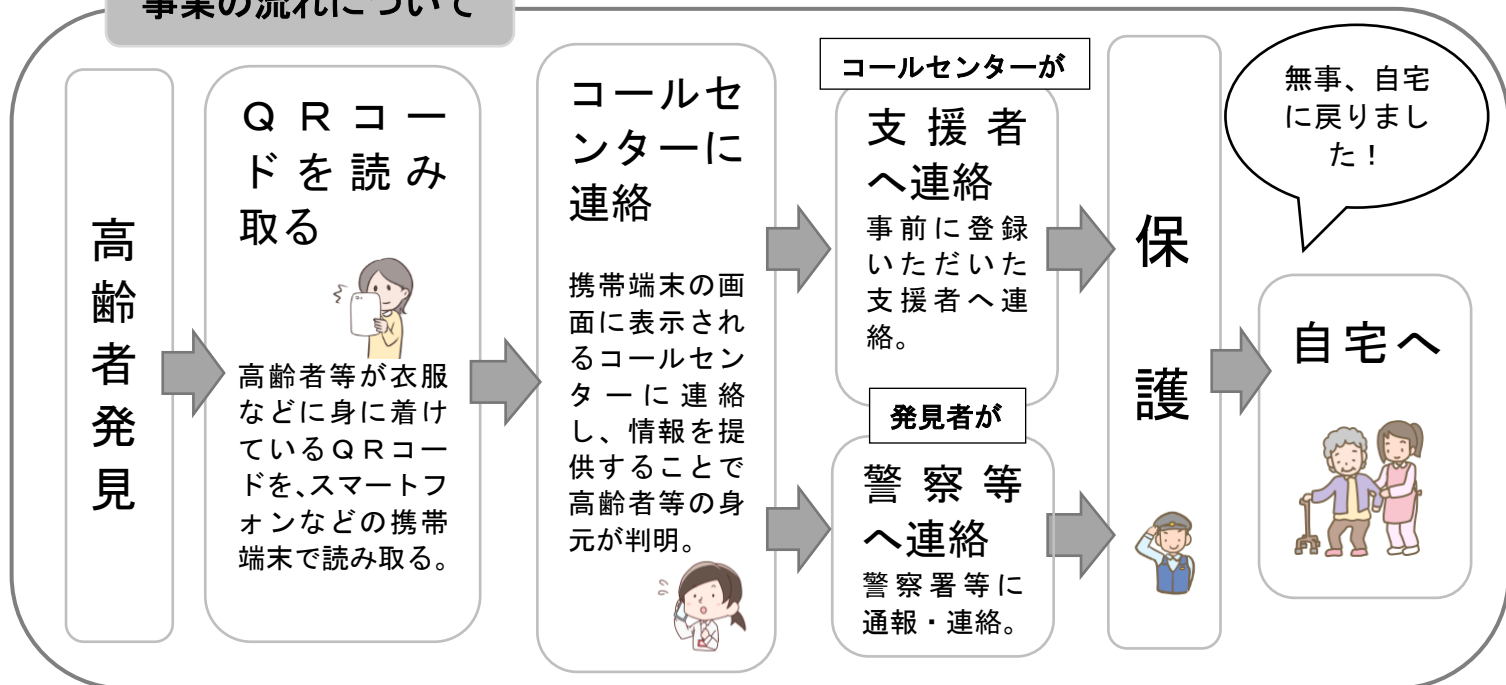 事業の流れについて
高
齢
者
発
見
ＱＲコー
ドを読み
取る
高齢者等が衣服
などに身に着け
ているＱＲコー
ドを、スマートフ
ォンなどの携帯
端末で読み取る。
コールセ
ンターに
連絡
携帯端末の画
面に表示され
るコールセン
ターに連絡
し、情報を提
供することで
高齢者等の身
元が判明。
コールセンターが
支援者
へ連絡
事前に登録
いただいた
支援者へ連
絡。
発見者が
警察等
へ連絡
警察署等に
通報・連絡。
保
護
無事、自宅
に戻りまし
た！
自宅へ